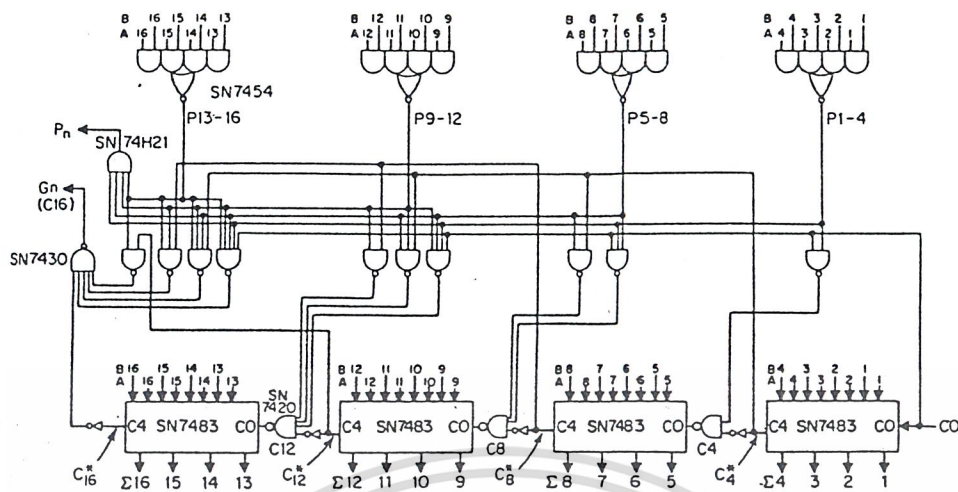 B 16 15 14 13
A 16 15 14 13
B 12 11 10 9
A 12 11 10 9
B 8 7 6 5
A 8 7 6 5
B 4 3 2 1
A 4 3 2 1
SN7454
P13-16
P9-12
P5-8
P1-4
Pn
SN74H21
Gn
(C16)
SN7430
B 16 15 14 13
A 16 15 14 13
B 12 11 10 9
A 12 11 10 9
B 8 7 6 5
A 8 7 6 5
B 4 3 2 1
A 4 3 2 1
SN
7420
C4 SN7483 CO
C12
C4 SN7483 CO
C8
C4 SN7483 CO
C4
C4 SN7483 CO
CO
C*16
C*12
C*8
C*4
Σ16 15 14 13
Σ12 11 10 9
Σ8 7 6 5
Σ4 3 2 1